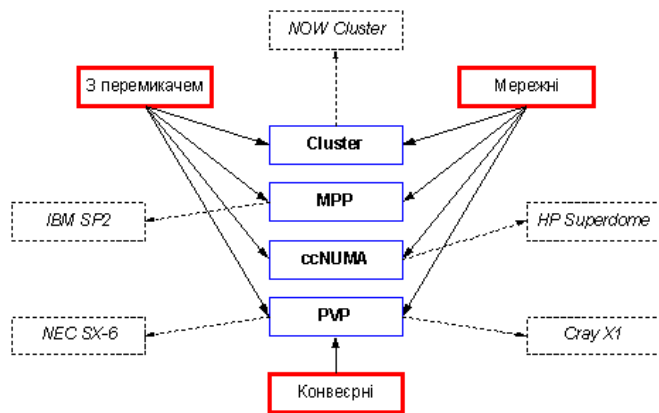 NOW Cluster
З перемикачем
Мережні
Cluster
MPP
IBM SP2
HP Superdome
ccNUMA
PVP
NEC SX-6
Cray X1
Конвеєрні